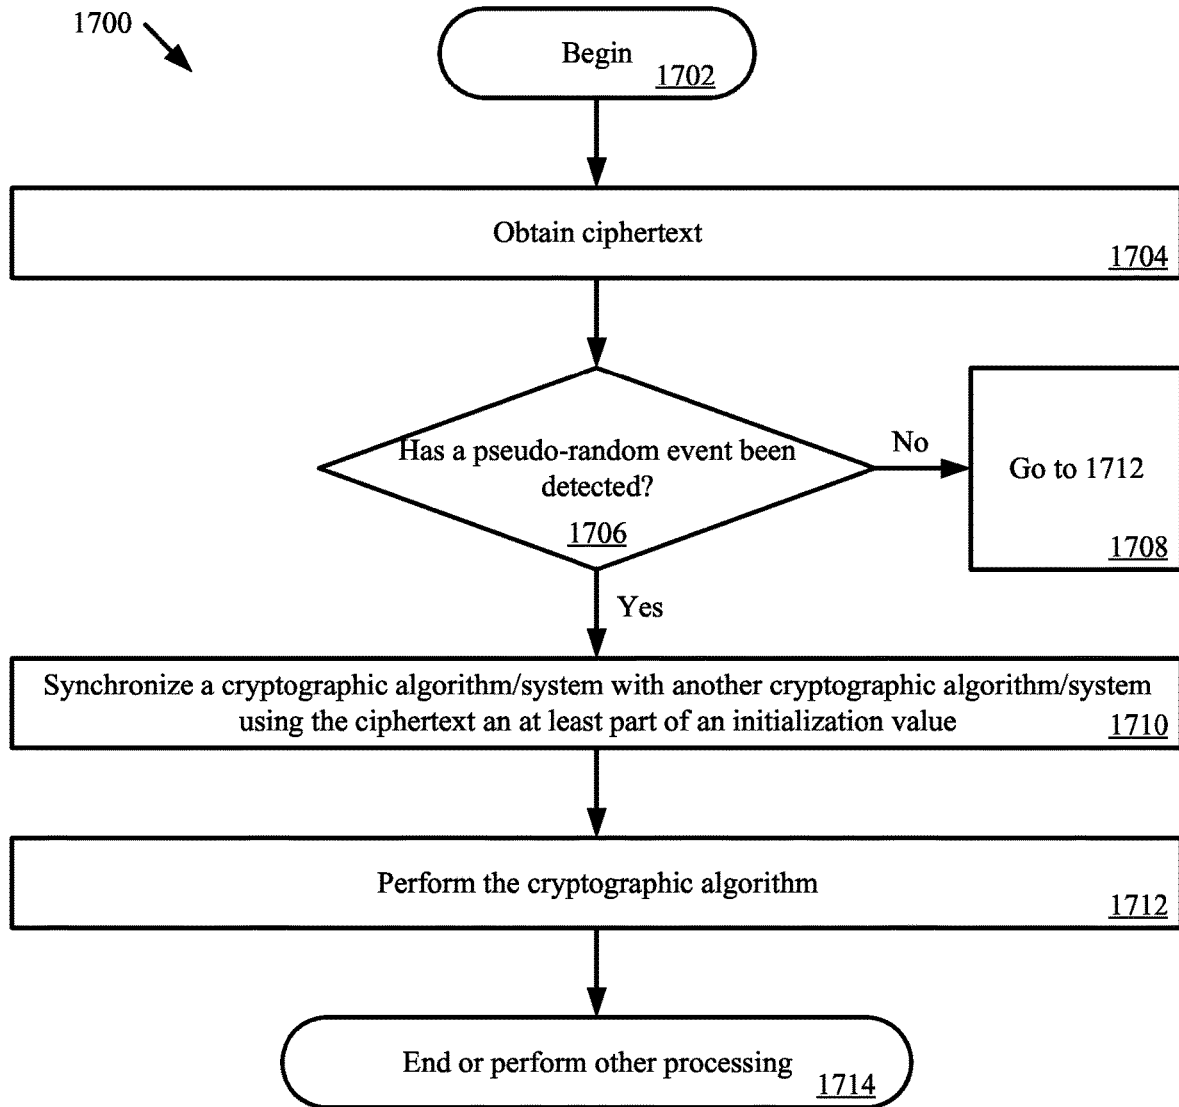 1700
Begin
1702
Obtain ciphertext
1704
Has a pseudo-random event been
detected?
1706
No
Go to 1712
1708
Yes
Synchronize a cryptographic algorithm/system with another cryptographic algorithm/system
using the ciphertext an at least part of an initialization value
1710
Perform the cryptographic algorithm
1712
End or perform other processing
1714